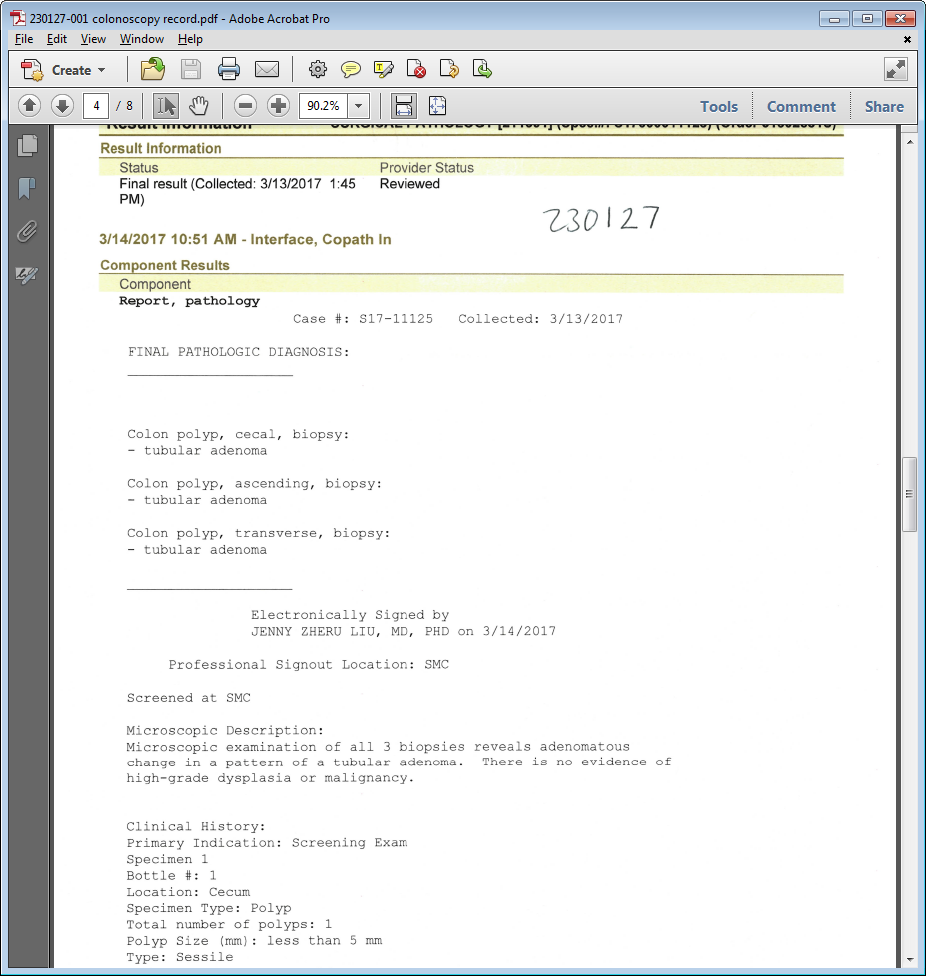 230127-001 colonoscopy record.pdf - Adobe Acrobat Pro
File Edit View Window Help
Create
4 / 8 90.2% Tools Comment Share
Result Information
Result Information
Status Provider Status
Final result (Collected: 3/13/2017 1:45 Reviewed
PM)
230127
3/14/2017 10:51 AM - Interface, Copath In
Component Results
Component
Report, pathology
Case #: S17-11125 Collected: 3/13/2017
FINAL PATHOLOGIC DIAGNOSIS:
Colon polyp, cecal, biopsy:
- tubular adenoma
Colon polyp, ascending, biopsy:
- tubular adenoma
Colon polyp, transverse, biopsy:
- tubular adenoma
Electronically Signed by
JENNY ZHERU LIU, MD, PHD on 3/14/2017
Professional Signout Location: SMC
Screened at SMC
Microscopic Description:
Microscopic examination of all 3 biopsies reveals adenomatous
change in a pattern of a tubular adenoma. There is no evidence of
high-grade dysplasia or malignancy.
Clinical History:
Primary Indication: Screening Exam
Specimen 1
Bottle #: 1
Location: Cecum
Specimen Type: Polyp
Total number of polyps: 1
Polyp Size (mm): less than 5 mm
Type: Sessile